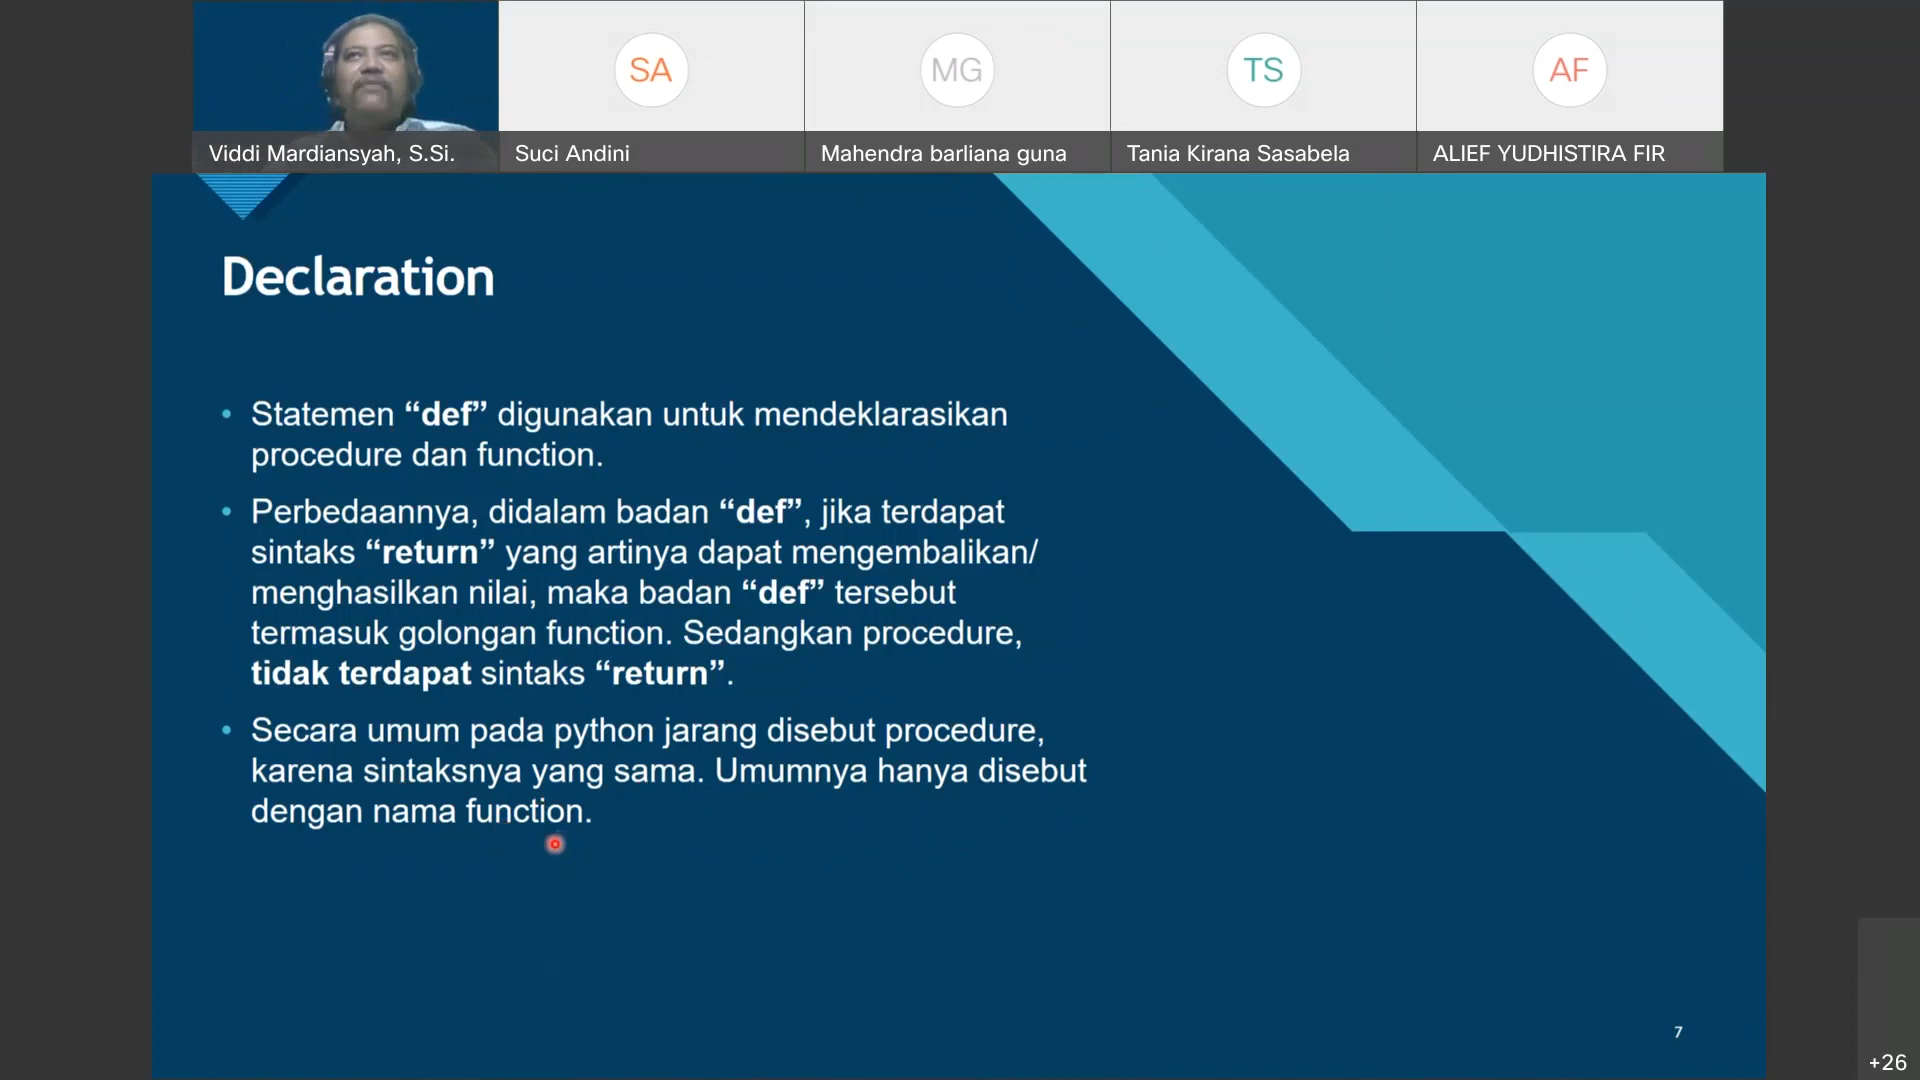 SA
MG
TS
AF
Viddi Mardiansyah, S.Si.
Suci Andini
Mahendra barliana guna
Tania Kirana Sasabela
ALIEF YUDHISTIRA FIR
Declaration
• Statemen “def” digunakan untuk mendeklarasikan
procedure dan function.
• Perbedaannya, didalam badan “def”, jika terdapat
sintaks “return” yang artinya dapat mengembalikan/
menghasilkan nilai, maka badan “def” tersebut
termasuk golongan function. Sedangkan procedure,
tidak terdapat sintaks “return”.
• Secara umum pada python jarang disebut procedure,
karena sintaksnya yang sama. Umumnya hanya disebut
dengan nama function.
7
+26